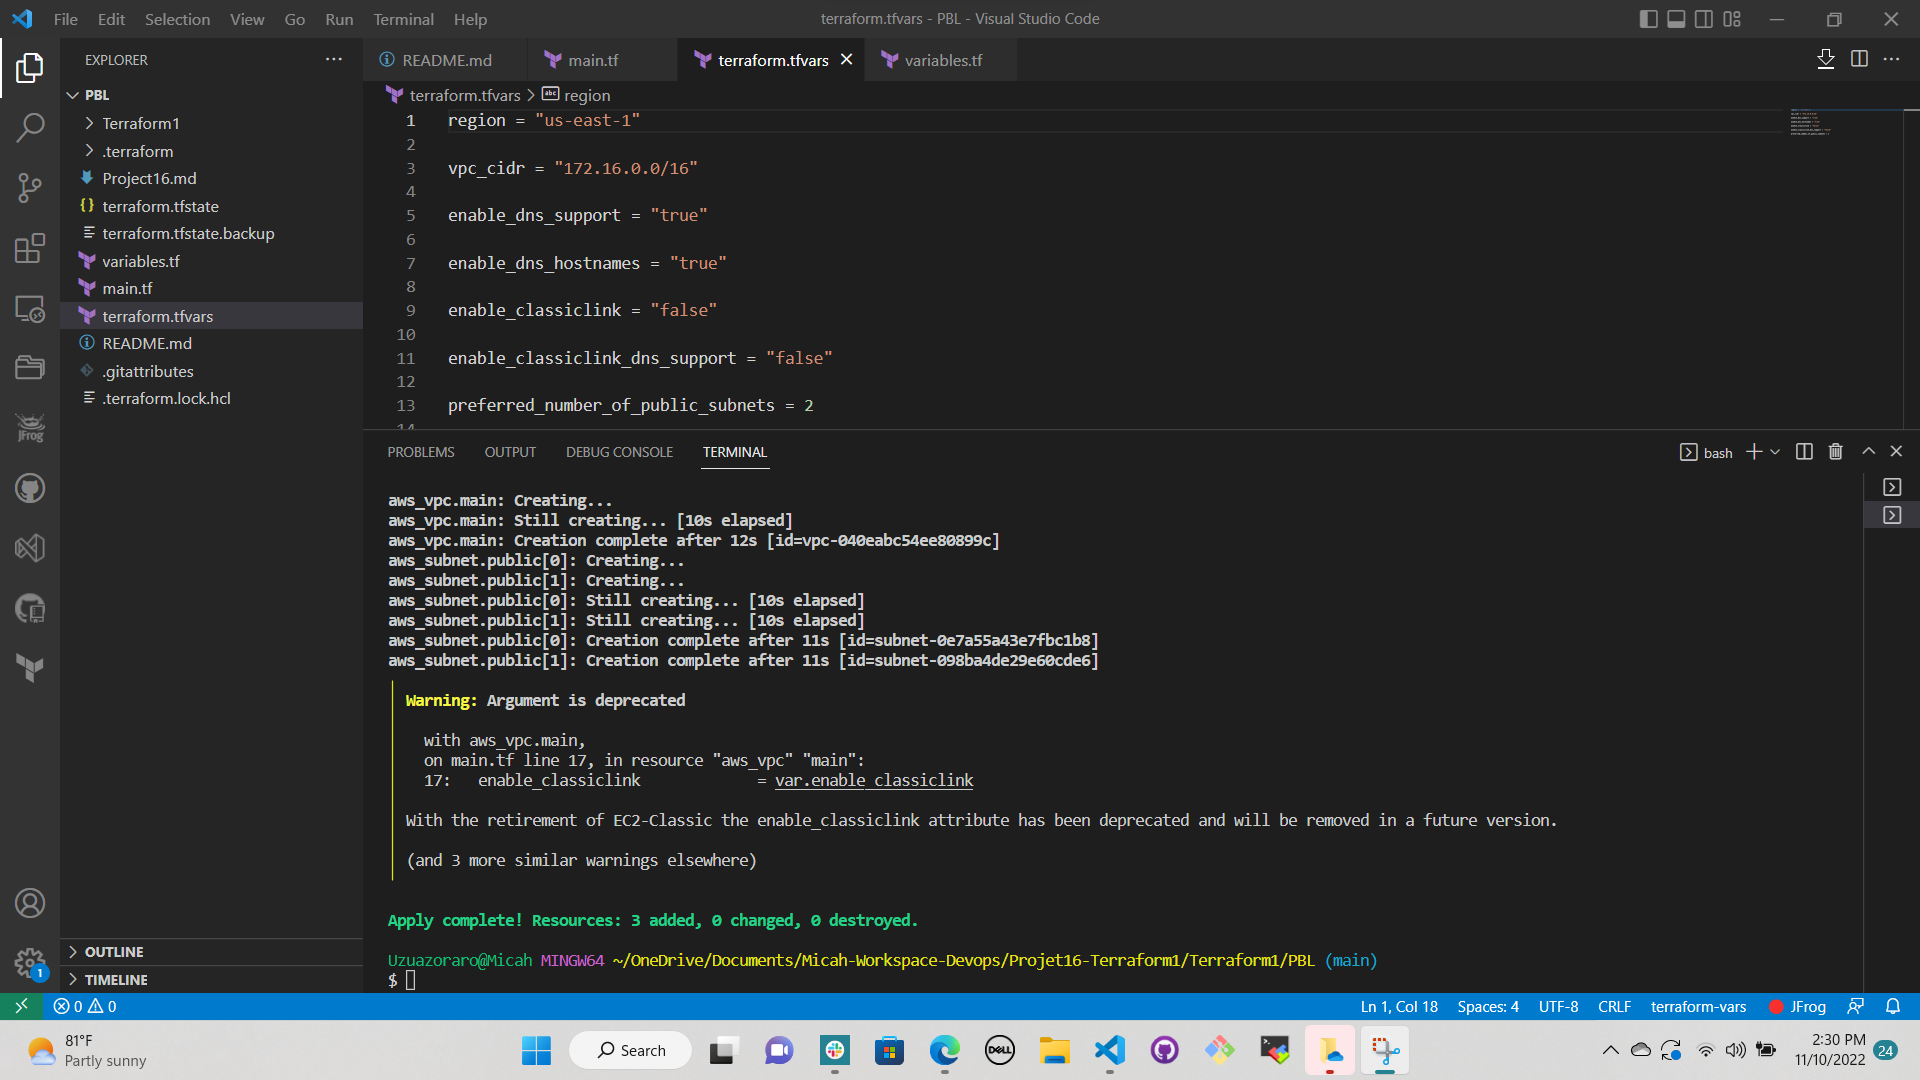 File Edit Selection View Go Run Terminal Help
terraform.tfvars - PBL - Visual Studio Code
EXPLORER
PBL
Terraform1
.terraform
Project16.md
terraform.tfstate
terraform.tfstate.backup
variables.tf
main.tf
terraform.tfvars
README.md
.gitattributes
.terraform.lock.hcl
OUTLINE
TIMELINE
JFrog
1
README.md main.tf terraform.tfvars variables.tf
terraform.tfvars > abc region
1 region = "us-east-1"
2
3 vpc_cidr = "172.16.0.0/16"
4
5 enable_dns_support = "true"
6
7 enable_dns_hostnames = "true"
8
9 enable_classiclink = "false"
10
11 enable_classiclink_dns_support = "false"
12
13 preferred_number_of_public_subnets = 2
14
PROBLEMS OUTPUT DEBUG CONSOLE TERMINAL
bash
aws_vpc.main: Creating...
aws_vpc.main: Still creating... [10s elapsed]
aws_vpc.main: Creation complete after 12s [id=vpc-040eabc54ee80899c]
aws_subnet.public[0]: Creating...
aws_subnet.public[1]: Creating...
aws_subnet.public[0]: Still creating... [10s elapsed]
aws_subnet.public[1]: Still creating... [10s elapsed]
aws_subnet.public[0]: Creation complete after 11s [id=subnet-0e7a55a43e7fbc1b8]
aws_subnet.public[1]: Creation complete after 11s [id=subnet-098ba4de29e60cde6]
Warning: Argument is deprecated
with aws_vpc.main,
on main.tf line 17, in resource "aws_vpc" "main":
17: enable_classiclink = var.enable_classiclink
With the retirement of EC2-Classic the enable_classiclink attribute has been deprecated and will be removed in a future version.
(and 3 more similar warnings elsewhere)
Apply complete! Resources: 3 added, 0 changed, 0 destroyed.
Uzuazoraro@Micah MINGW64 ~/OneDrive/Documents/Micah-Workspace-Devops/Projet16-Terraform1/Terraform1/PBL (main)
$
0 0 Ln 1, Col 18 Spaces: 4 UTF-8 CRLF terraform-vars JFrog
81°F
Partly sunny
Search
DELL
2:30 PM
11/10/2022
24